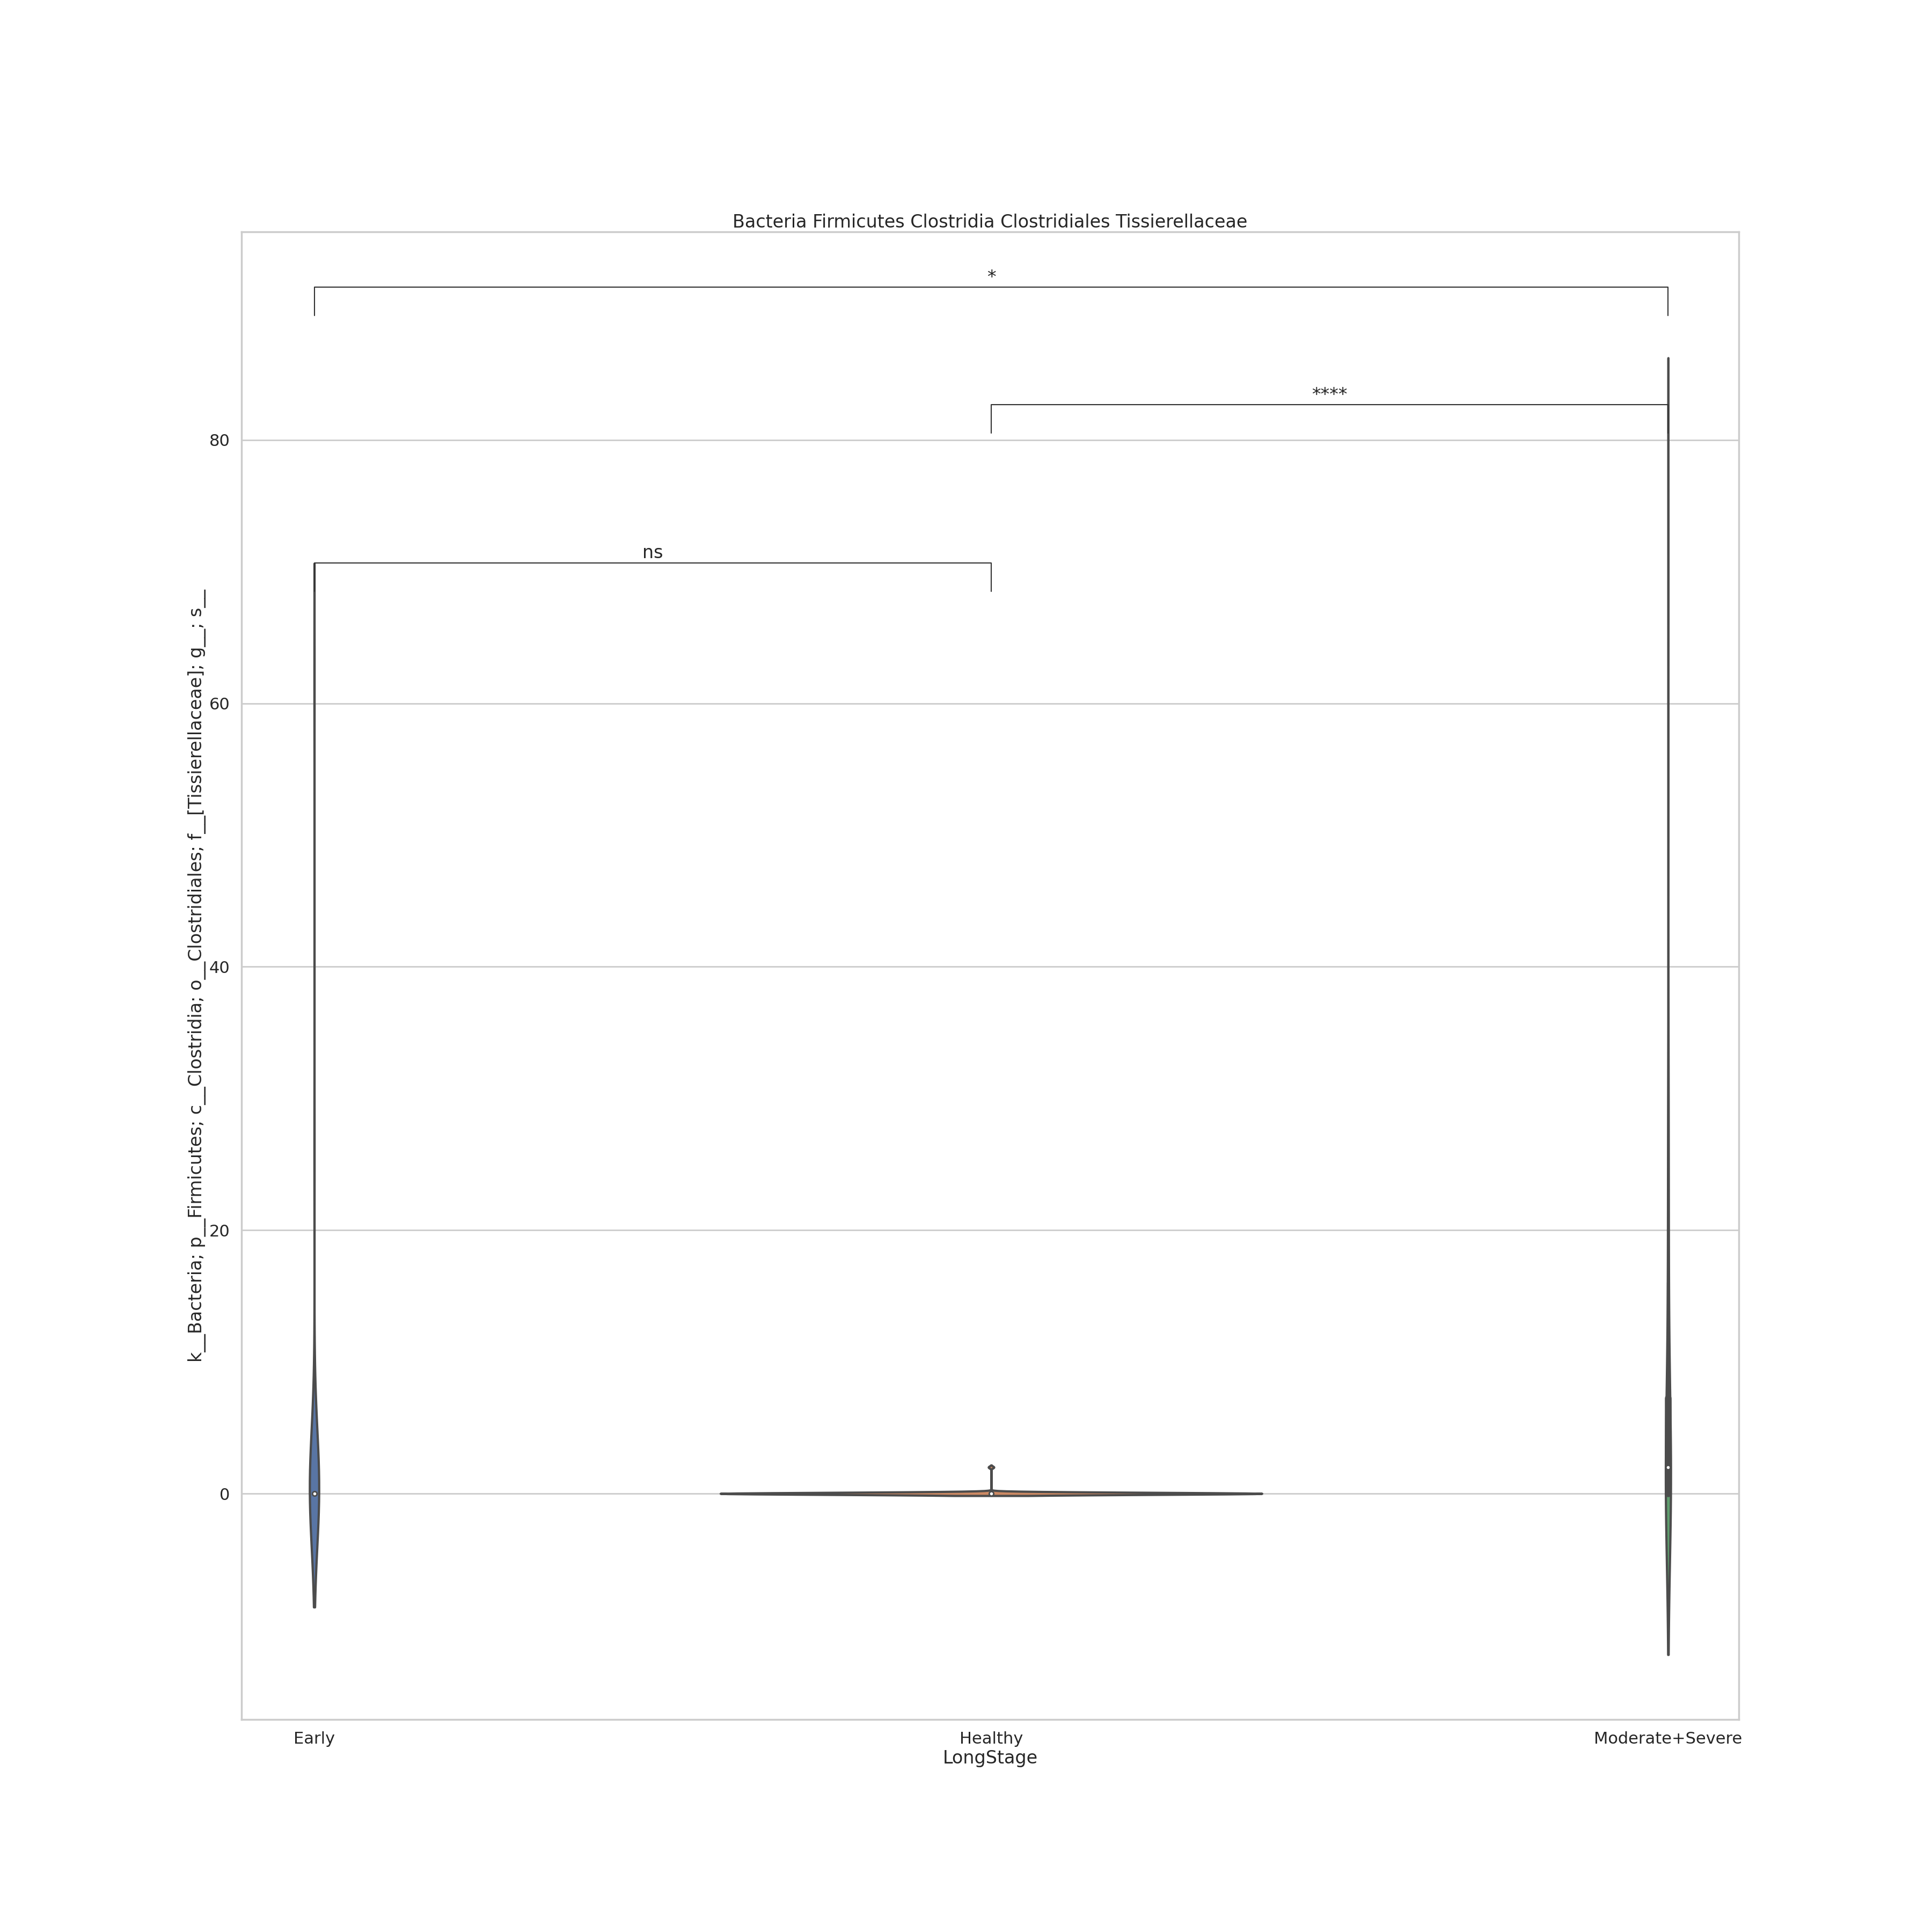 Bacteria Firmicutes Clostridia Clostridiales Tissierellaceae
*
****
ns
k__Bacteria; p__Firmicutes; c__Clostridia; o__Clostridiales; f__[Tissierellaceae]; g__; s__
80
60
40
20
0
Early
Healthy
Moderate+Severe
LongStage